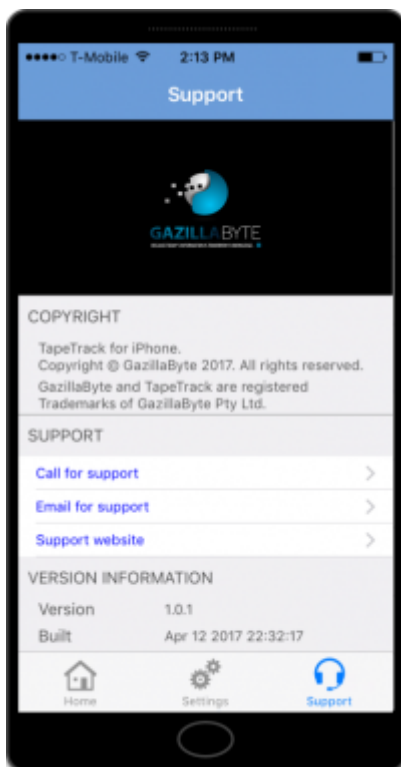 T-Mobile 2:13 PM
Support
GAZILLABYTE
COPYRIGHT
TapeTrack for iPhone.
Copyright © GazillaByte 2017. All rights reserved.
GazillaByte and TapeTrack are registered
Trademarks of GazillaByte Pty Ltd.
SUPPORT
Call for support
Email for support
Support website
VERSION INFORMATION
Version 1.0.1
Built Apr 12 2017 22:32:17
Home Settings Support